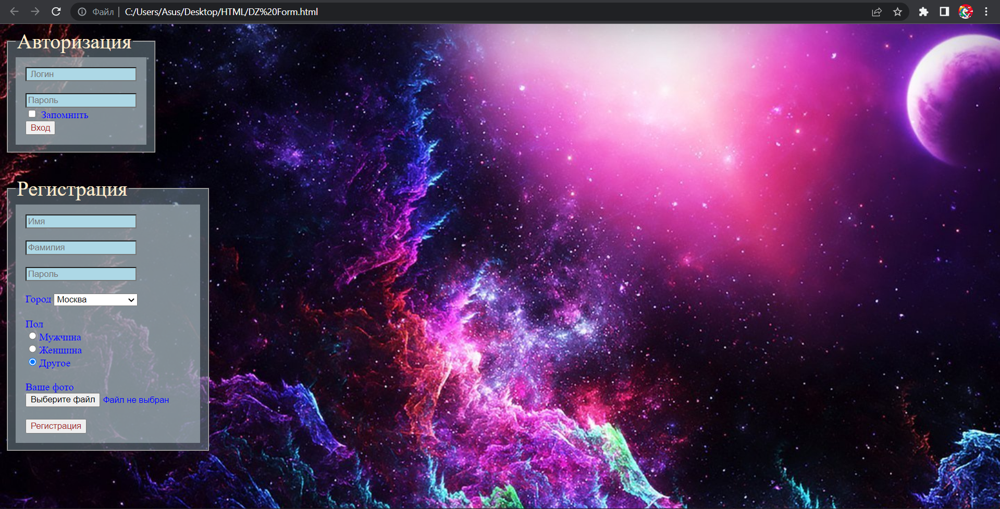 Файл C:/Users/Asus/Desktop/HTML/DZ%20Form.html
Авторизация
Логин
Пароль
Запомнить
Вход
Регистрация
Имя
Фамилия
Пароль
Город Москва
Пол
Мужчина
Женщина
Другое
Ваше фото
Выберите файл Файл не выбран
Регистрация